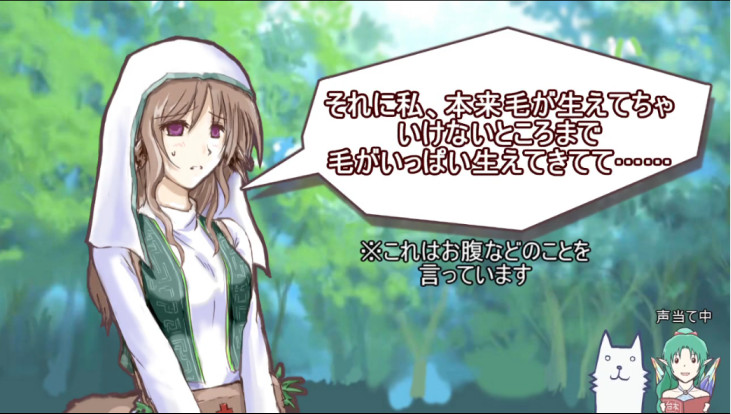 それに私、本来毛が生えてちゃ
いけないところまで
毛がいっぱい生えてきてて……
※これはお腹などのことを
言っています
声当て中